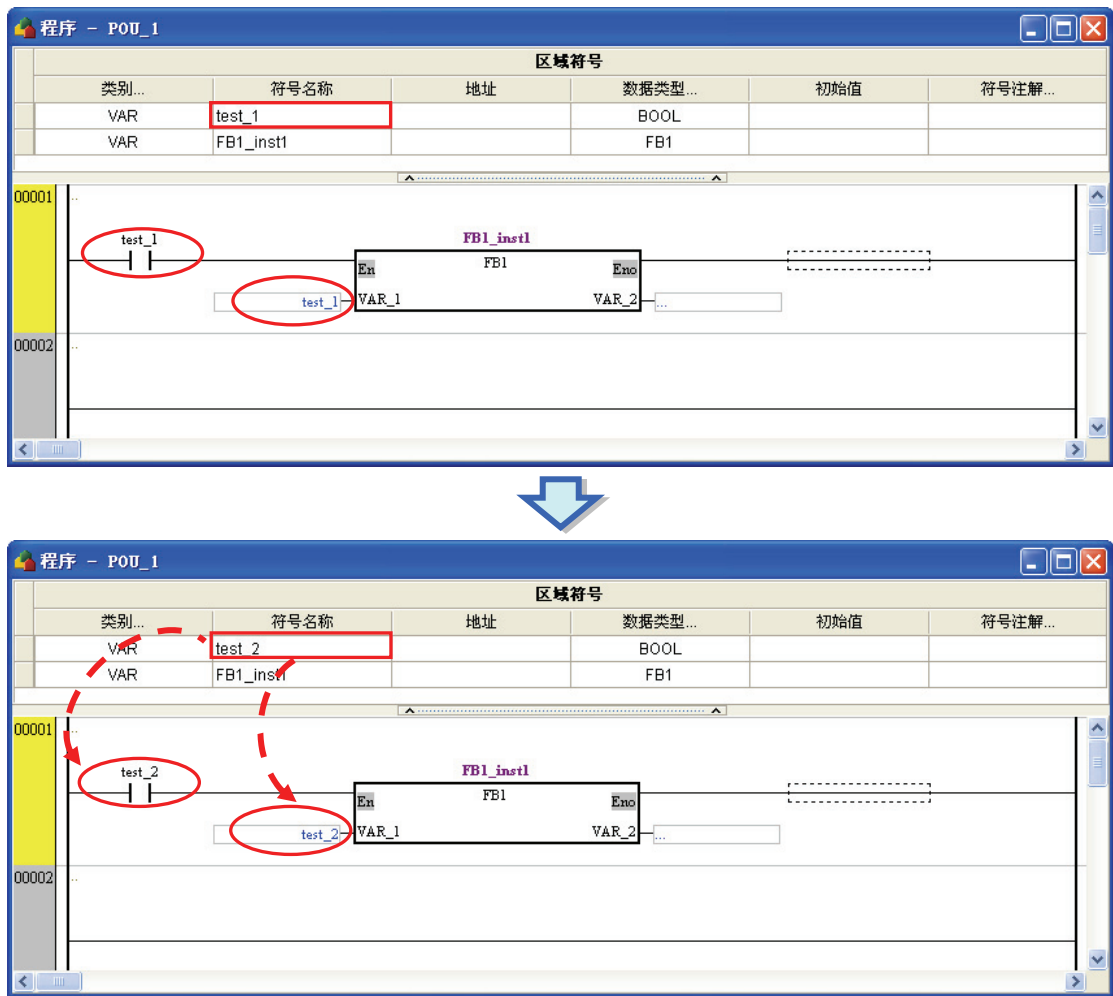 程序 - POU_1
区域符号
类别... 符号名称 地址 数据类型... 初始值 符号注解...
VAR test_1 BOOL
VAR FB1_inst1 FB1
00001 ..
test_1 FB1_inst1
FB1
En Eno
test_1 VAR_1 VAR_2 ...
00002 ..
程序 - POU_1
区域符号
类别... 符号名称 地址 数据类型... 初始值 符号注解...
VAR test_2 BOOL
VAR FB1_inst1 FB1
00001 ..
test_2 FB1_inst1
FB1
En Eno
test_2 VAR_1 VAR_2 ...
00002 ..